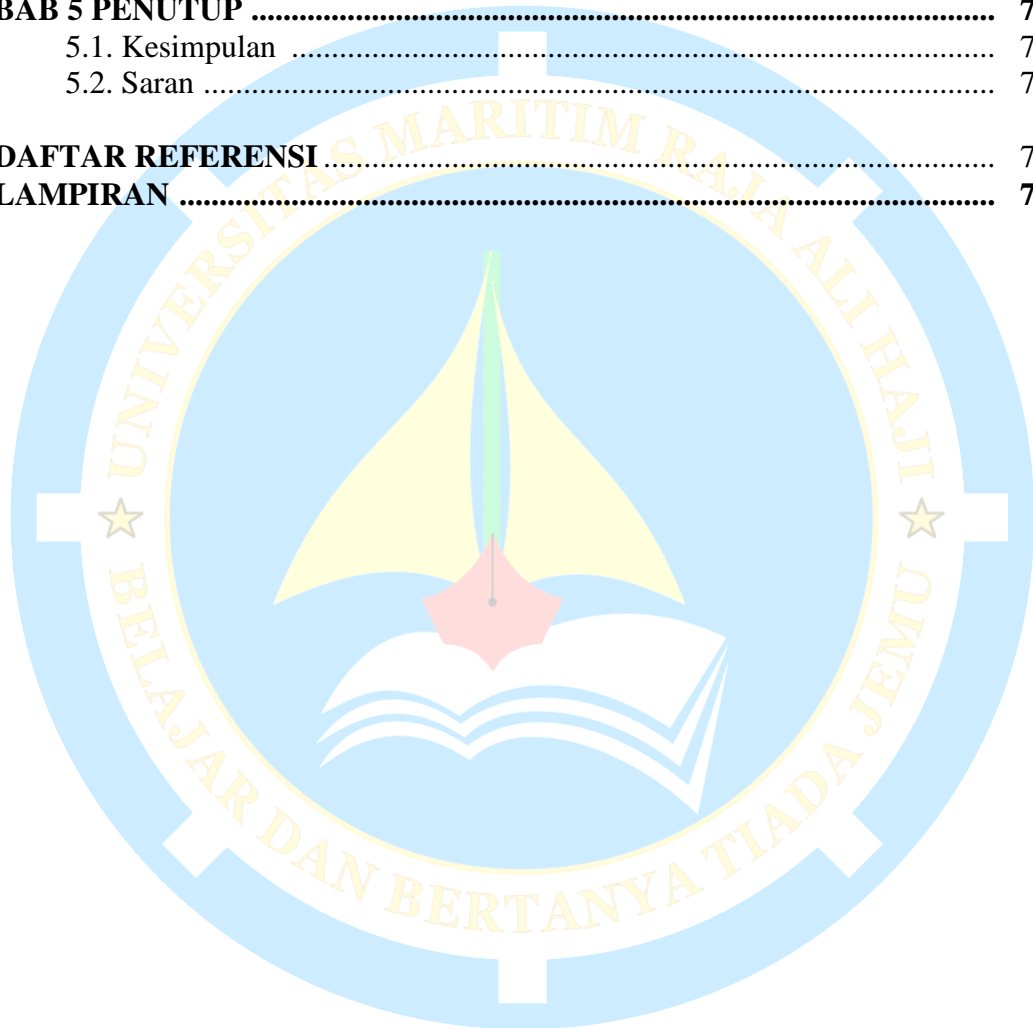 BAB 5 PENUTUP ........................................................................................ 7
5.1. Kesimpulan ........................................................................................ 7
5.2. Saran ........................................................................................ 7
DAFTAR REFERENSI ........................................................................................ 7
LAMPIRAN ........................................................................................ 7
UNIVERSITAS MARITIM RAJA ALI HAJI
BELAJAR DAN BERTANYA TIADA JEMU